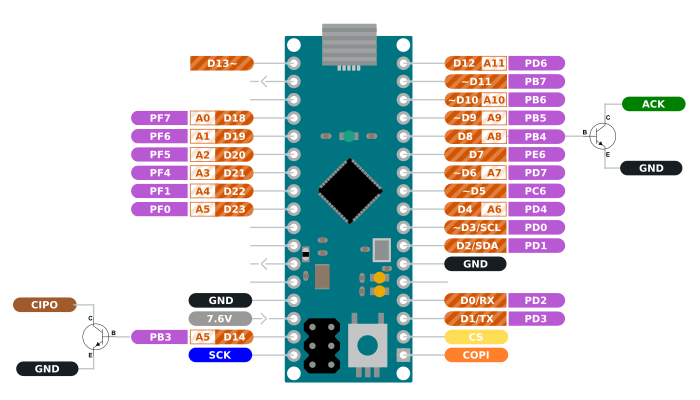 D13~
D12 A11 PD6
~D11 PB7
~D10 A10 PB6
PF7 A0 D18
~D9 A9 PB5
ACK
C
B
E
GND
PF6 A1 D19
D8 A8 PB4
PF5 A2 D20
D7 PE6
PF4 A3 D21
~D6 A7 PD7
PF1 A4 D22
~D5 PC6
PF0 A5 D23
D4 A6 PD4
~D3/SCL PD0
D2/SDA PD1
GND
GND
D0/RX PD2
7.6V
D1/TX PD3
CIPO
C
B
E
GND
PB3 A5 D14
CS
SCK
COPI